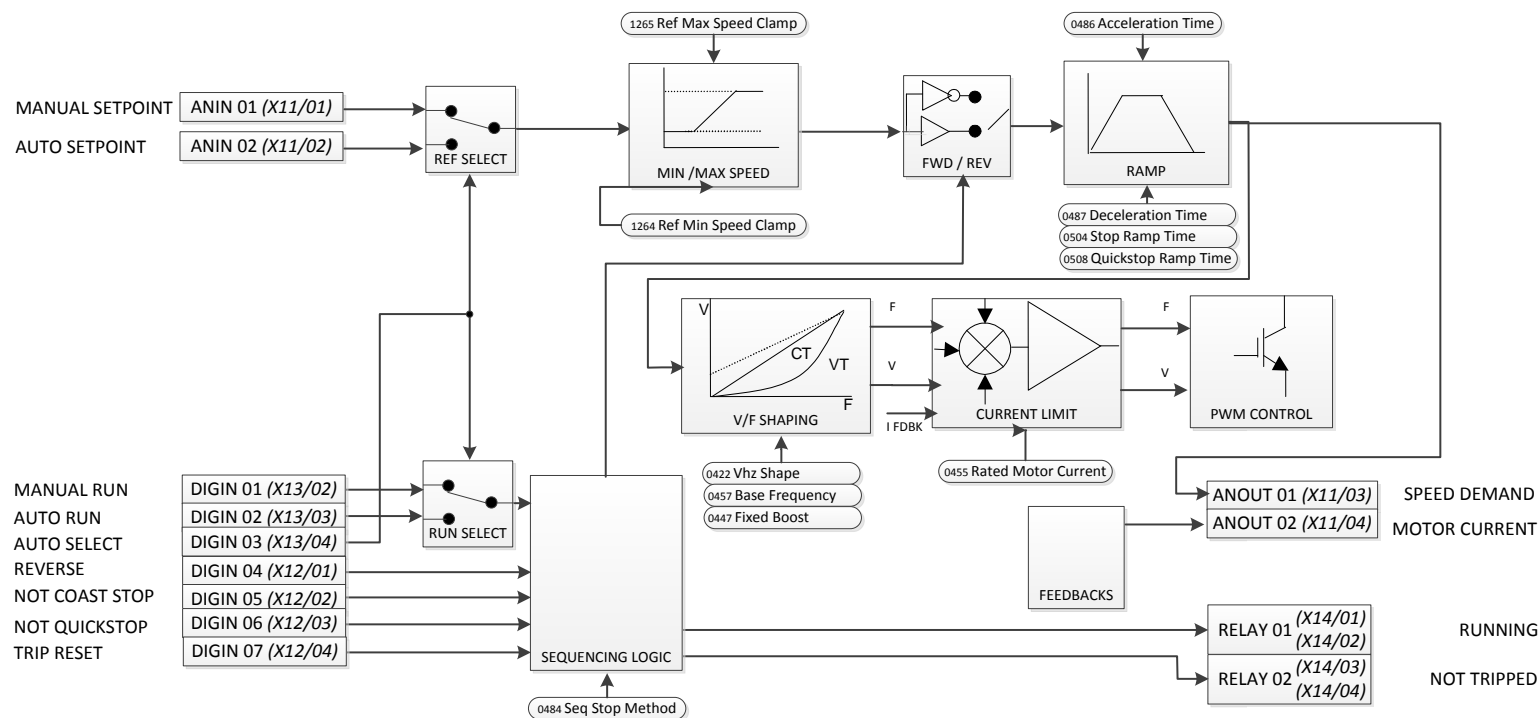 1265 Ref Max Speed Clamp
0486 Acceleration Time
MANUAL SETPOINT
ANIN 01 (X11/01)
AUTO SETPOINT
ANIN 02 (X11/02)
REF SELECT
MIN /MAX SPEED
FWD / REV
RAMP
1264 Ref Min Speed Clamp
0487 Deceleration Time
0504 Stop Ramp Time
0508 Quickstop Ramp Time
V
CT
VT
F
V/F SHAPING
F
V
I FDBK
CURRENT LIMIT
F
V
PWM CONTROL
0422 Vhz Shape
0457 Base Frequency
0447 Fixed Boost
0455 Rated Motor Current
MANUAL RUN
DIGIN 01 (X13/02)
AUTO RUN
DIGIN 02 (X13/03)
AUTO SELECT
DIGIN 03 (X13/04)
REVERSE
DIGIN 04 (X12/01)
NOT COAST STOP
DIGIN 05 (X12/02)
NOT QUICKSTOP
DIGIN 06 (X12/03)
TRIP RESET
DIGIN 07 (X12/04)
RUN SELECT
SEQUENCING LOGIC
0484 Seq Stop Method
FEEDBACKS
ANOUT 01 (X11/03)
SPEED DEMAND
ANOUT 02 (X11/04)
MOTOR CURRENT
RELAY 01 (X14/01)
(X14/02)
RUNNING
RELAY 02 (X14/03)
(X14/04)
NOT TRIPPED